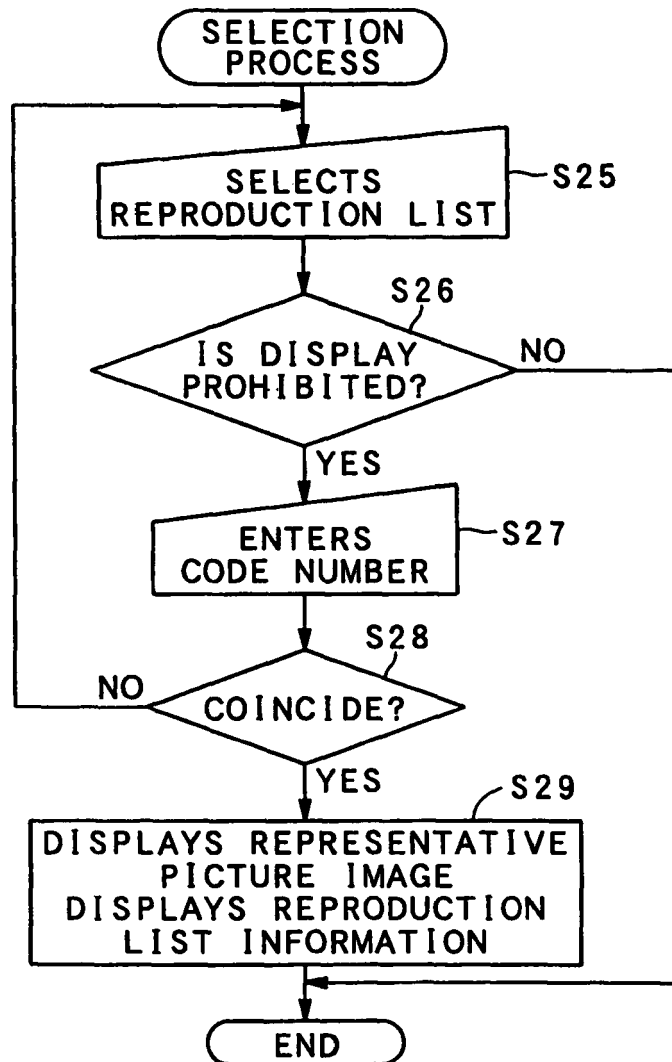 SELECTION
PROCESS
SELECTS
REPRODUCTION LIST
S25
S26
IS DISPLAY
PROHIBITED?
NO
YES
ENTERS
CODE NUMBER
S27
S28
NO
COINCIDE?
YES
S29
DISPLAYS REPRESENTATIVE
PICTURE IMAGE
DISPLAYS REPRODUCTION
LIST INFORMATION
END